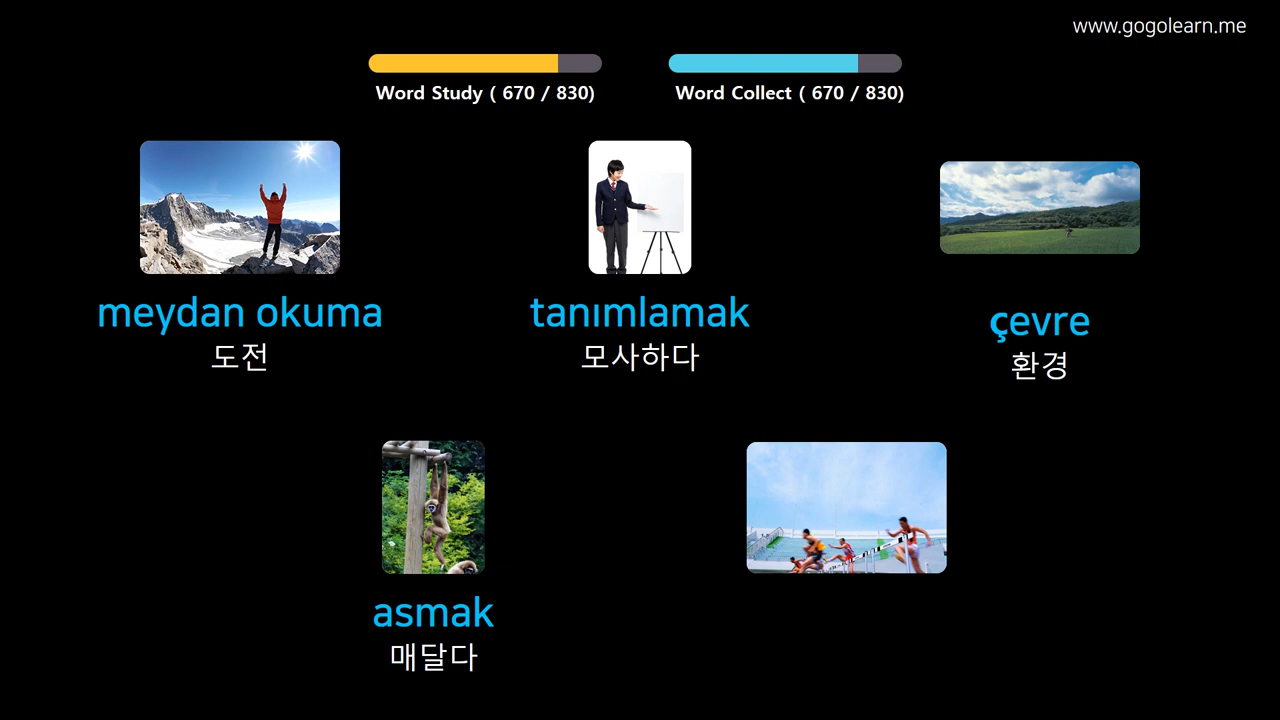 www.gogolearn.me
Word Study ( 670 / 830)
Word Collect ( 670 / 830)
meydan okuma
도전
tanımlamak
모사하다
çevre
환경
asmak
매달다